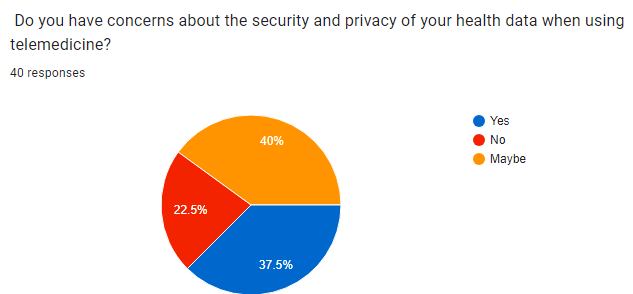 Do you have concerns about the security and privacy of your health data when using
telemedicine?
40 responses
40%
22.5%
37.5%
Yes
No
Maybe